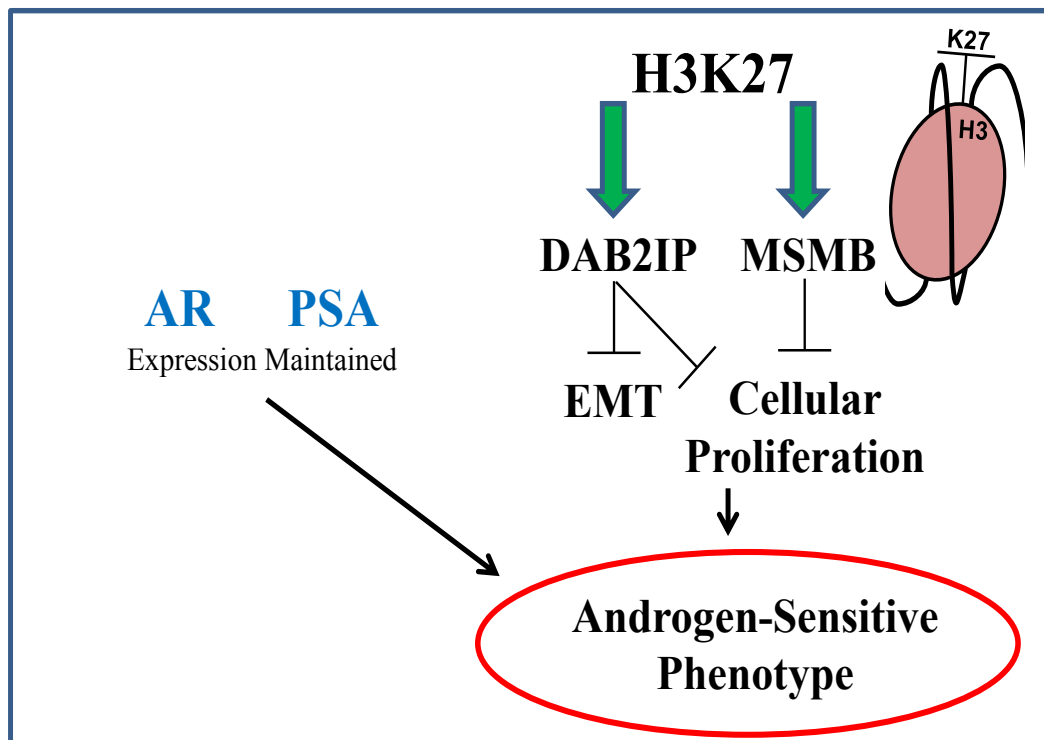 H3K27
K27
H3
DAB2IP MSMB
AR PSA
Expression Maintained
EMT
Cellular
Proliferation
Androgen-Sensitive
Phenotype